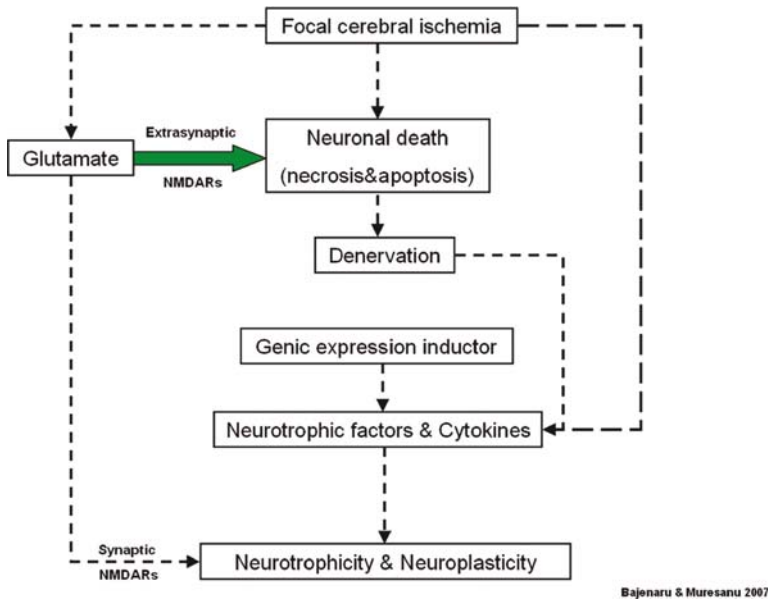 Focal cerebral ischemia
Extrasynaptic
Glutamate
NMDARs
Neuronal death
(necrosis&apoptosis)
Denervation
Genic expression inductor
Neurotrophic factors & Cytokines
Synaptic
NMDARs
Neurotrophicity & Neuroplasticity
Bajenaru & Muresanu 2007